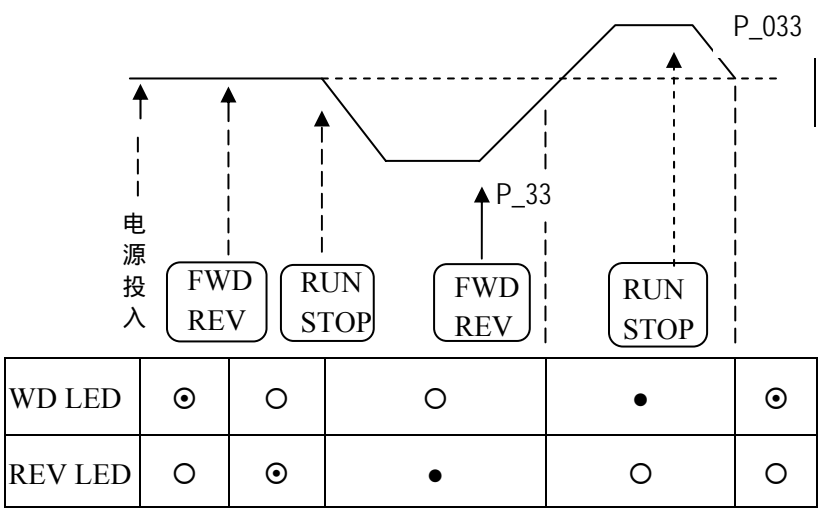 P_033
P_33
电
源
投
入
FWD
REV
RUN
STOP
FWD
REV
RUN
STOP
WD LED ⊙ ○ ○ ● ⊙
REV LED ○ ⊙ ● ○ ○